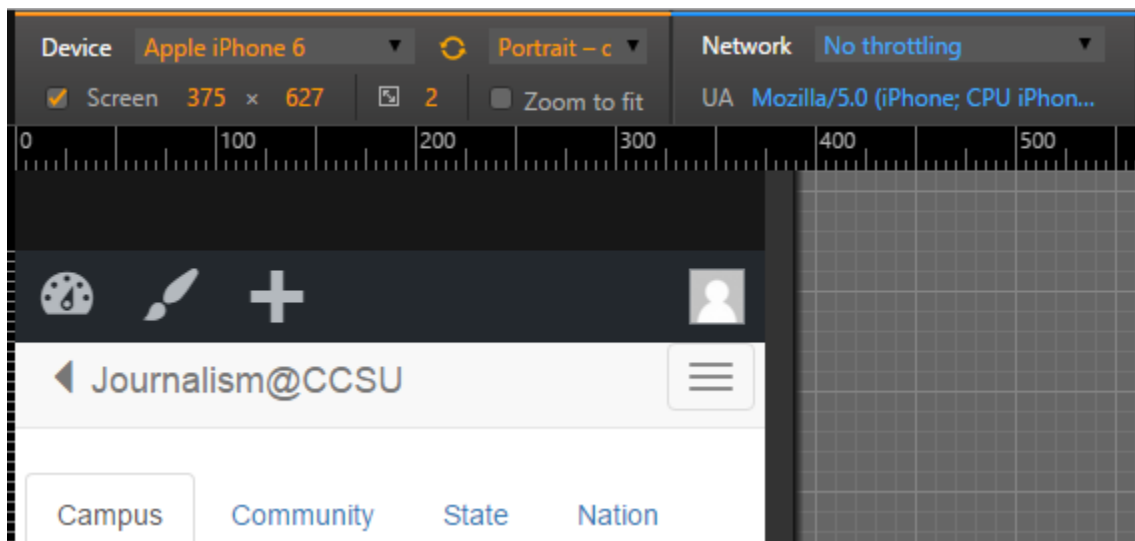 Device Apple iPhone 6 Portrait – c Network No throttling
Screen 375 × 627 2 Zoom to fit UA Mozilla/5.0 (iPhone; CPU iPhon...
0 100 200 300 400 500
Journalism@CCSU
Campus Community State Nation